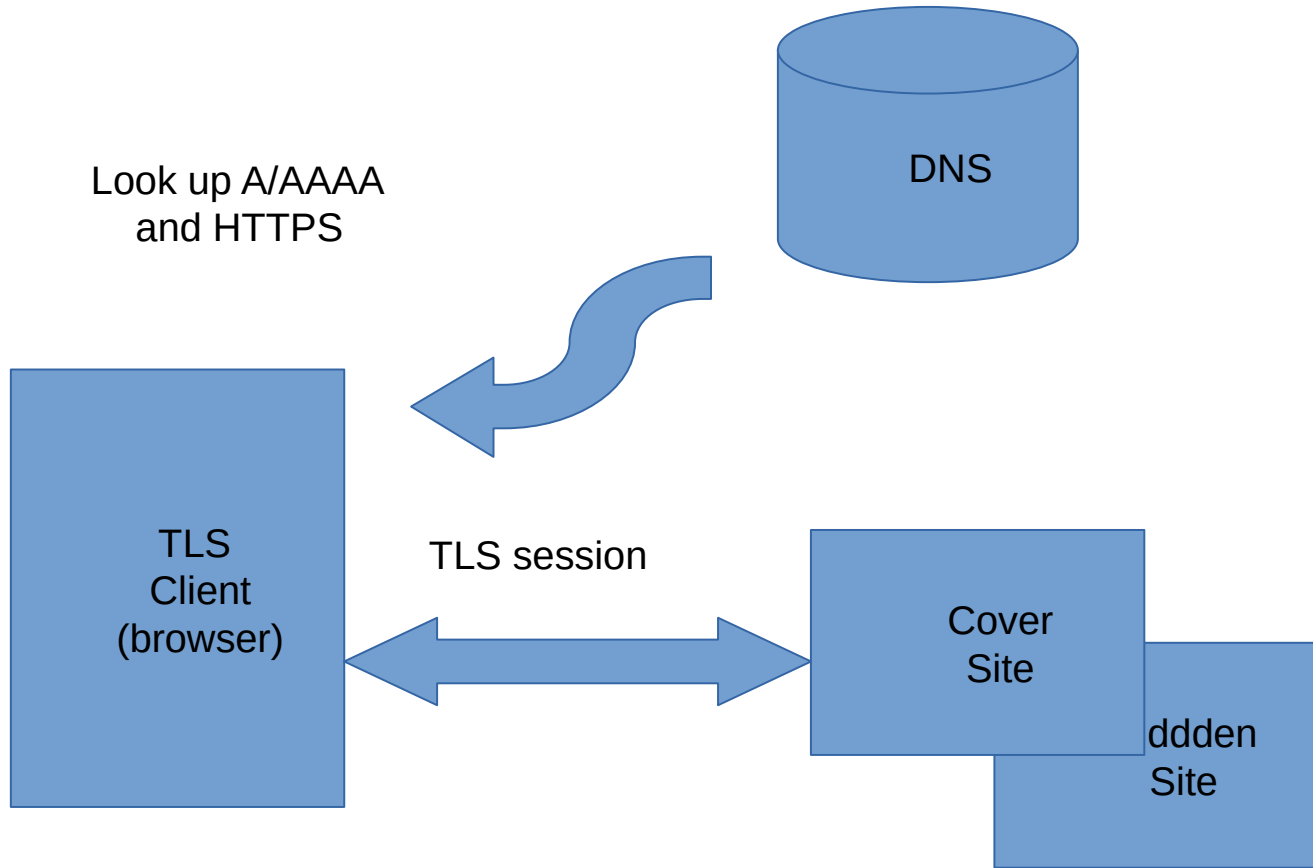 DNS
Look up A/AAAA
and HTTPS
TLS
Client
(browser)
TLS session
Cover
Site
ddden
Site